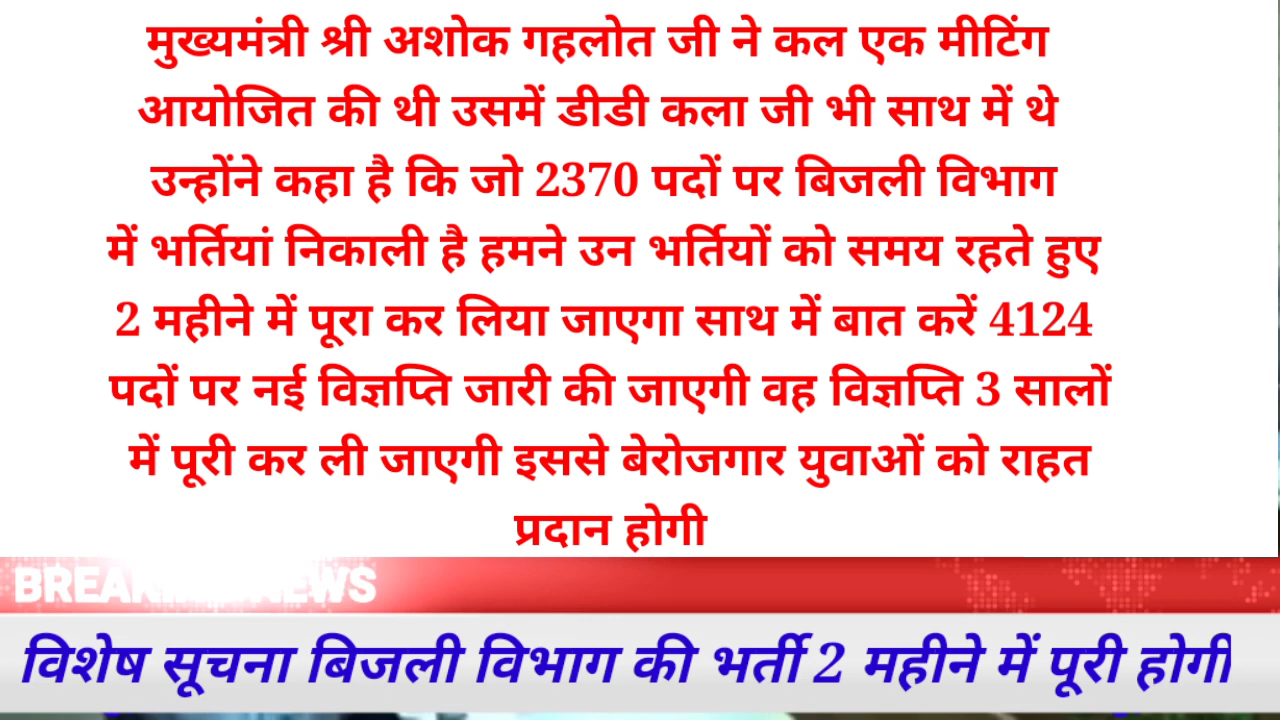 मुख्यमंत्री श्री अशोक गहलोत जी ने कल एक मीटिंग
आयोजित की थी उसमें डीडी कला जी भी साथ में थे
उन्होंने कहा है कि जो 2370 पदों पर बिजली विभाग
में भर्तियां निकाली है हमने उन भर्तियों को समय रहते हुए
2 महीने में पूरा कर लिया जाएगा साथ में बात करें 4124
पदों पर नई विज्ञप्ति जारी की जाएगी वह विज्ञप्ति 3 सालों
में पूरी कर ली जाएगी इससे बेरोजगार युवाओं को राहत
प्रदान होगी
BREAKING NEWS
विशेष सूचना बिजली विभाग की भर्ती 2 महीने में पूरी होगी